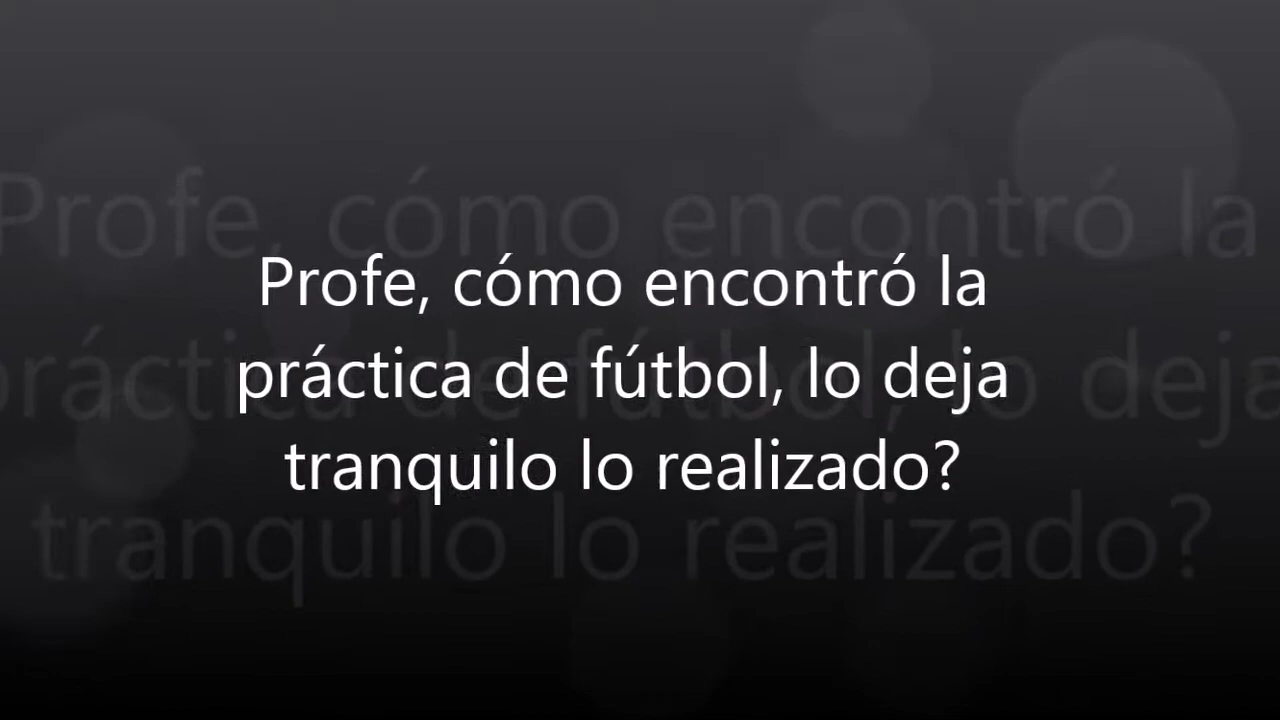 Profe, cómo encontró la
práctica de fútbol, lo deja
tranquilo lo realizado?